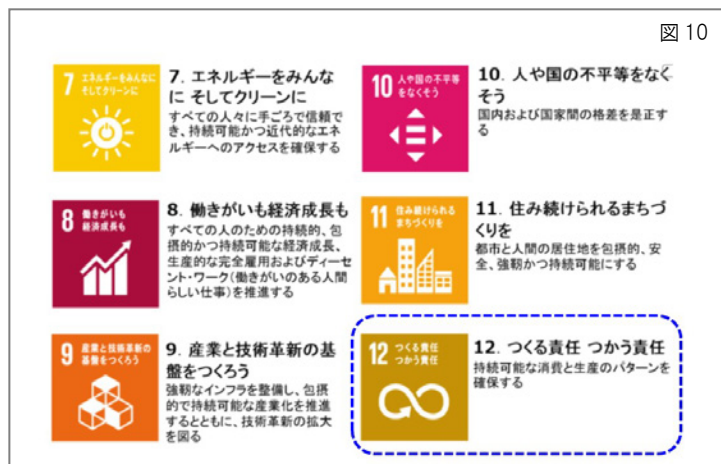 図 10
7 エネルギーをみんなに
そしてクリーンに
7. エネルギーをみんな
に そしてクリーンに
すべての人々に手ごろで信頼で
き、持続可能かつ近代的なエネ
ルギーへのアクセスを確保する
10 人や国の不平等
をなくそう
10. 人や国の不平等をなく
そう
国内および国家間の格差を是正す
る
8 働きがいも
経済成長も
8. 働きがいも経済成長も
すべての人のための持続的、包
摂的かつ持続可能な経済成長、
生産的な完全雇用およびディーセ
ント・ワーク(働きがいのある人間
らしい仕事)を推進する
11 住み続けられる
まちづくりを
11. 住み続けられるまちづ
くりを
都市と人間の居住地を包摂的、安
全、強靭かつ持続可能にする
9 産業と技術革新の
基盤をつくろう
9. 産業と技術革新の基
盤をつくろう
強靭なインフラを整備し、包摂
的で持続可能な産業化を推進
するとともに、技術革新の拡大
を図る
12 つくる責任
つかう責任
12. つくる責任 つかう責任
持続可能な消費と生産のパターンを
確保する